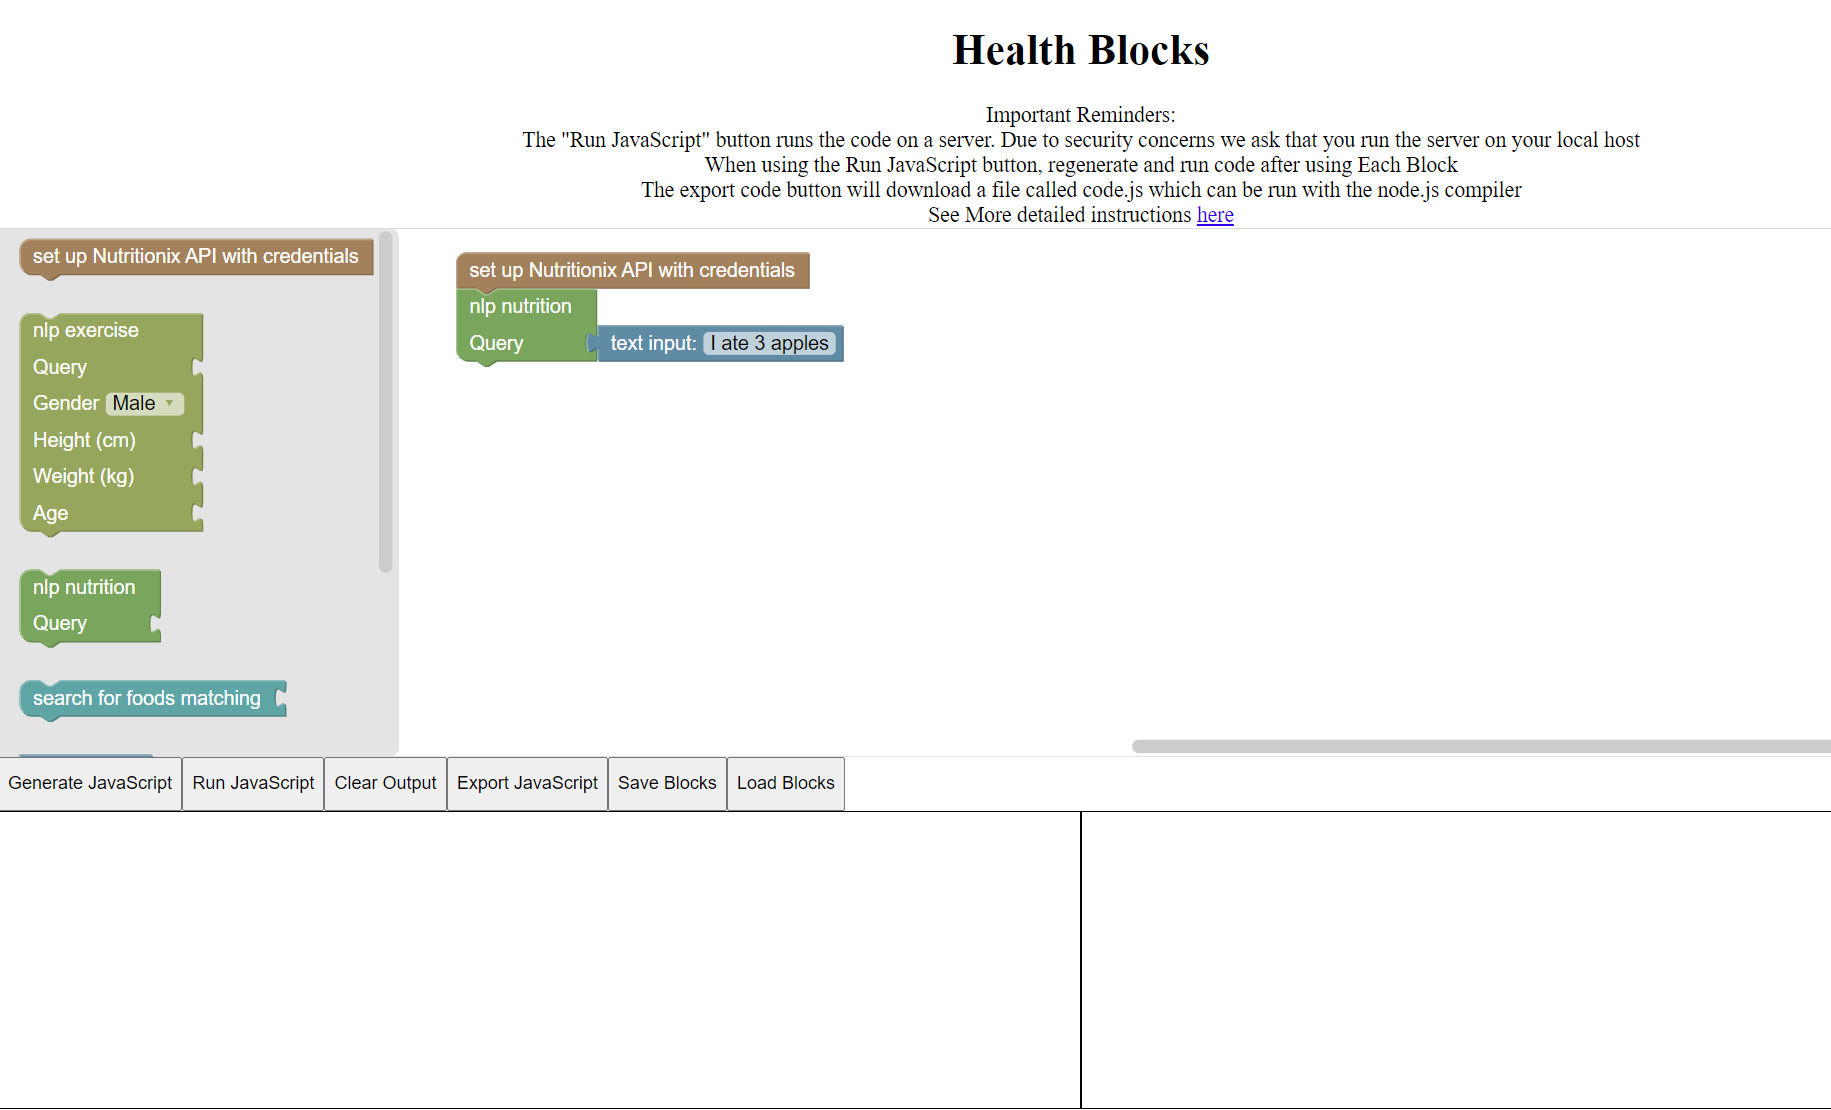 Health Blocks
Important Reminders:
The "Run JavaScript" button runs the code on a server. Due to security concerns we ask that you run the server on your local host
When using the Run JavaScript button, regenerate and run code after using Each Block
The export code button will download a file called code.js which can be run with the node.js compiler
See More detailed instructions here
set up Nutritionix API with credentials
nlp exercise
Query
Gender Male
Height (cm)
Weight (kg)
Age
nlp nutrition
Query
search for foods matching
set up Nutritionix API with credentials
nlp nutrition
Query text input: I ate 3 apples
Generate JavaScript Run JavaScript Clear Output Export JavaScript Save Blocks Load Blocks